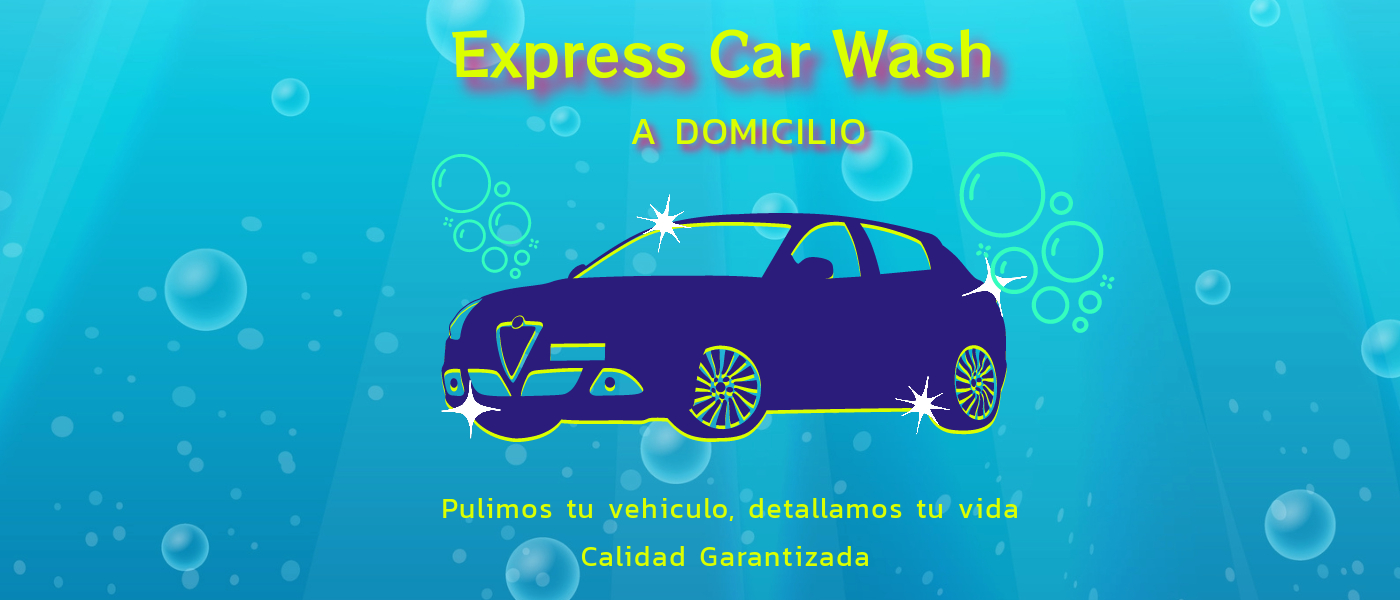 Express Car Wash
A DOMICILIO
Pulimos tu vehiculo, detallamos tu vida
Calidad Garantizada